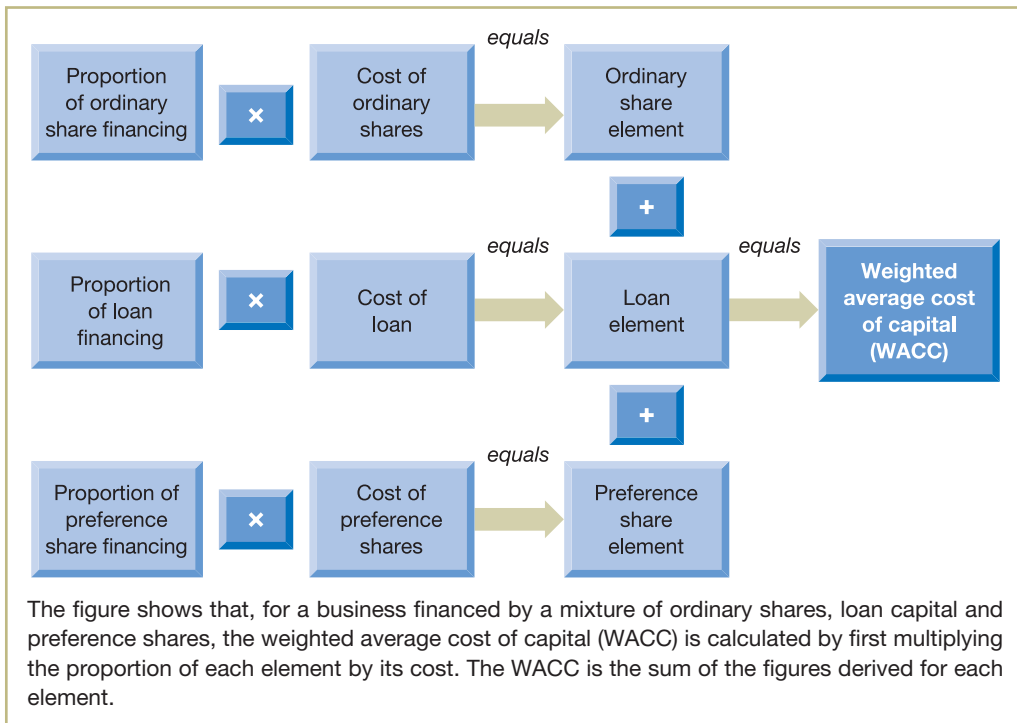 equals
Proportion
of ordinary
share financing
×
Cost of
ordinary
shares
Ordinary
share
element
+
equals
equals
Proportion
of loan
financing
×
Cost of
loan
Loan
element
Weighted
average cost
of capital
(WACC)
+
equals
Proportion of
preference
share financing
×
Cost of
preference
shares
Preference
share
element
The figure shows that, for a business financed by a mixture of ordinary shares, loan capital and
preference shares, the weighted average cost of capital (WACC) is calculated by first multiplying
the proportion of each element by its cost. The WACC is the sum of the figures derived for each
element.